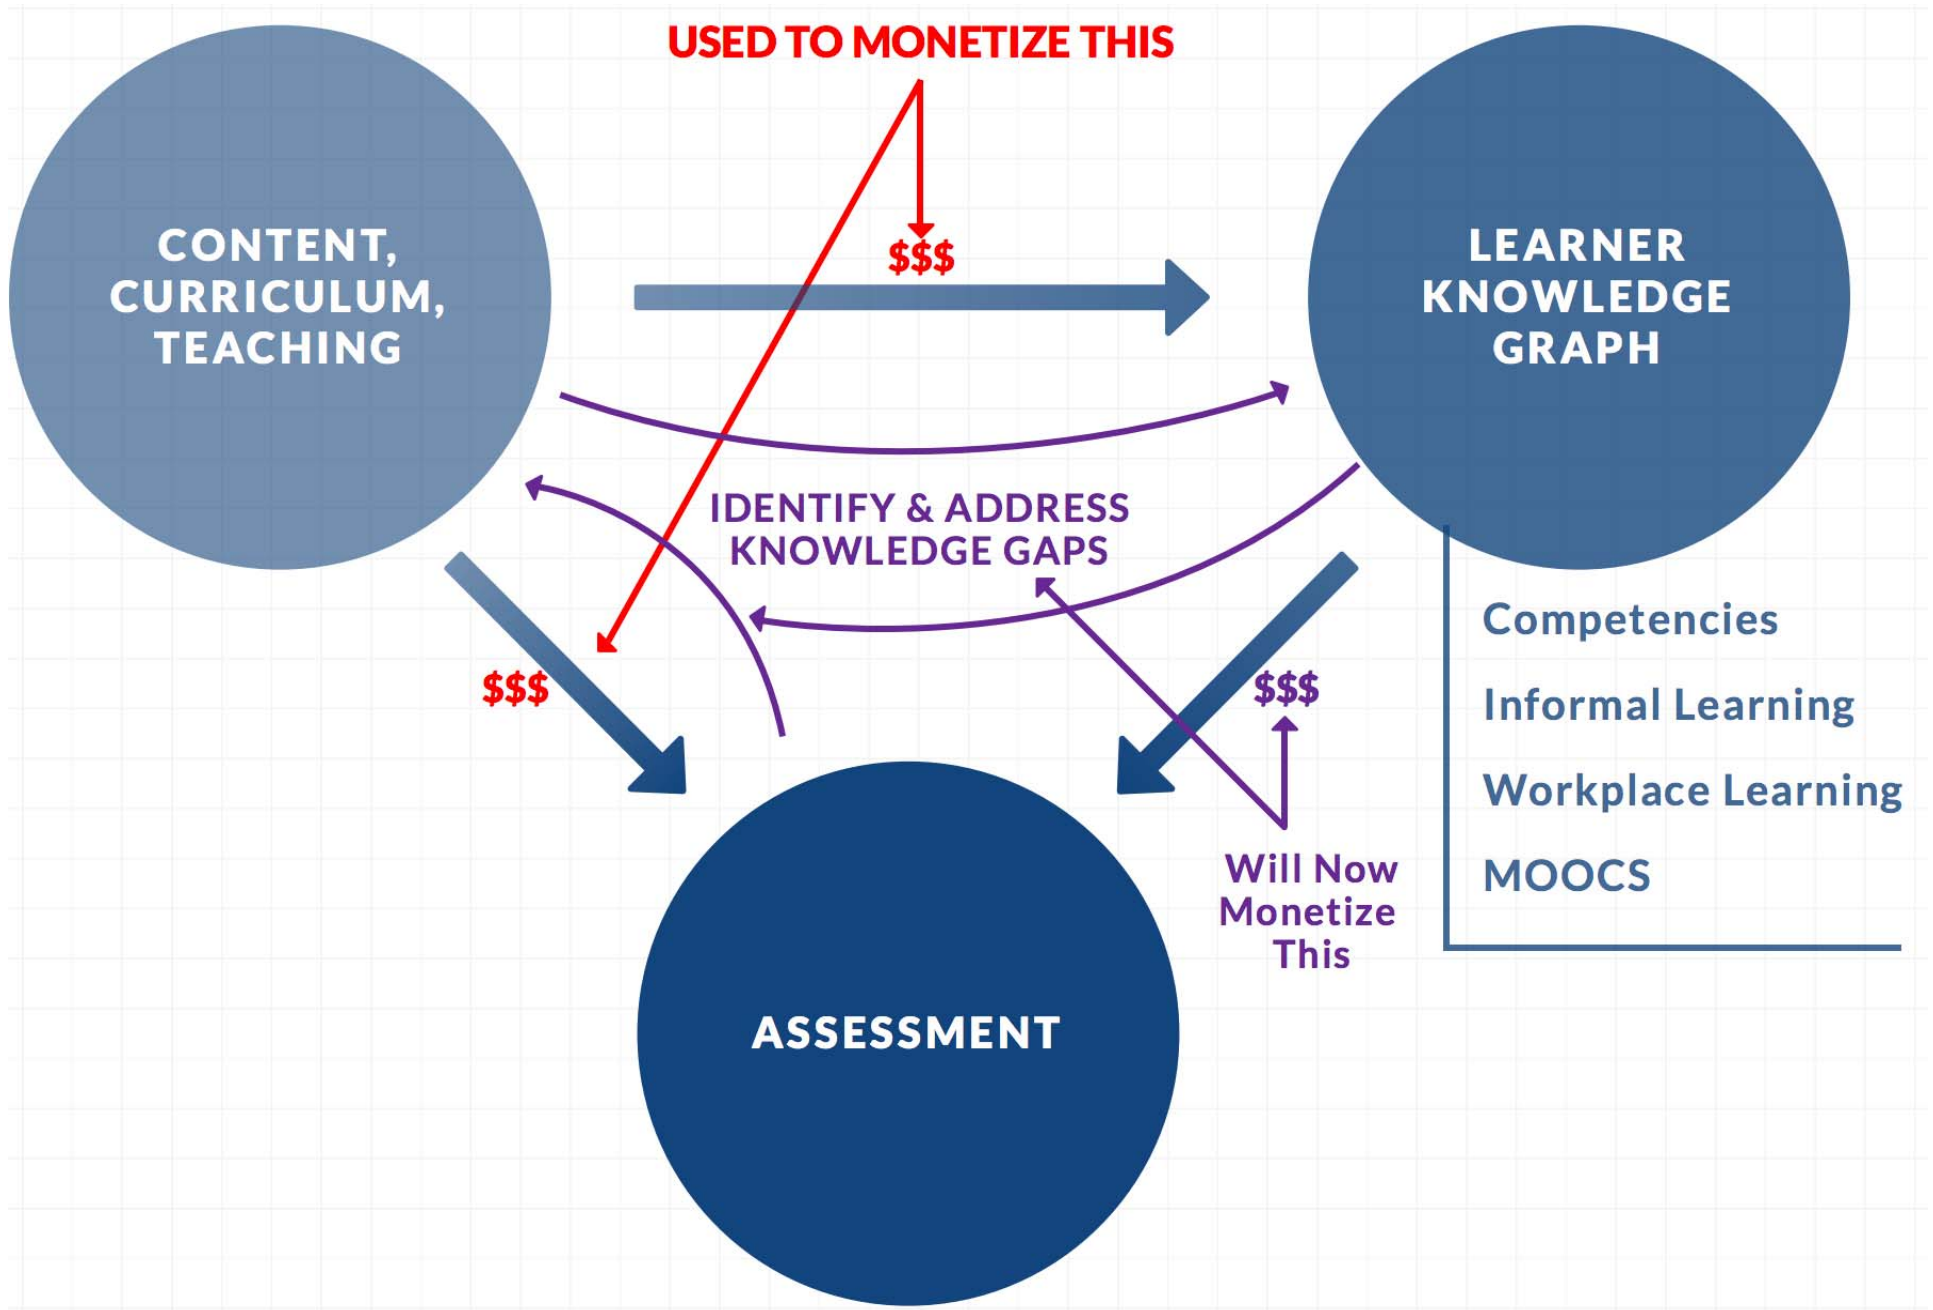 USED TO MONETIZE THIS
$$$
CONTENT,
CURRICULUM,
TEACHING
LEARNER
KNOWLEDGE
GRAPH
IDENTIFY & ADDRESS
KNOWLEDGE GAPS
$$$
$$$
Competencies
Informal Learning
Workplace Learning
MOOCS
Will Now
Monetize
This
ASSESSMENT